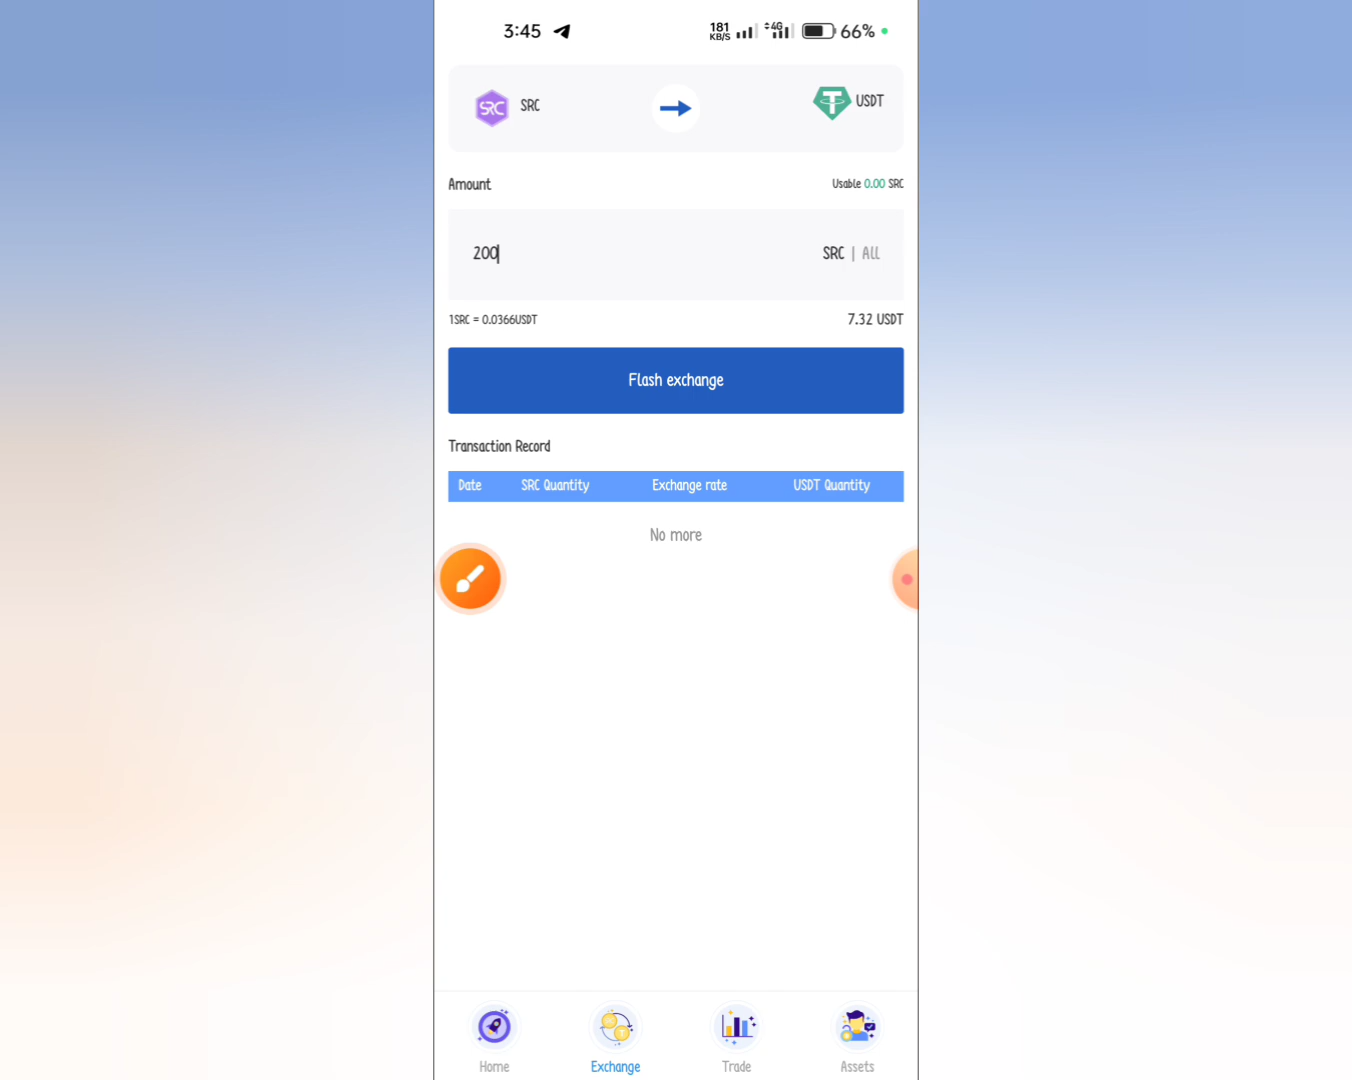 3:45 181 KB/S 4G 66%
SRC SRC USDT
Amount Usable 0.00 SRC
200 SRC | All
1SRC = 0.0366USDT 7.32 USDT
Flash exchange
Transaction Record
Date SRC Quantity Exchange rate USDT Quantity
No more
Home Exchange Trade Assets